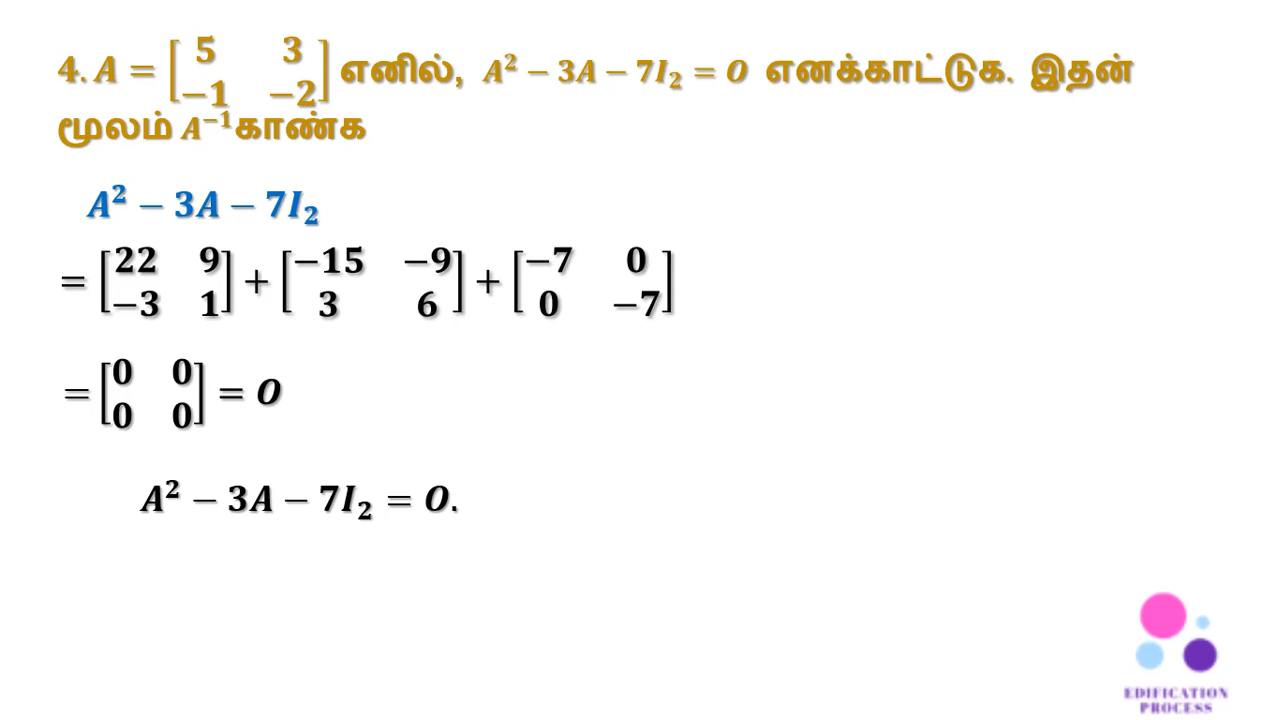 4. A = [5 3; −1 −2] எனில், A² − 3A − 7I₂ = O எனக்காட்டுக. இதன்
மூலம் A⁻¹காண்க
A² − 3A − 7I₂
= [22 9; −3 1] + [−15 −9; 3 6] + [−7 0; 0 −7]
= [0 0; 0 0] = O
A² − 3A − 7I₂ = O.
EDIFICATION
PROCESS